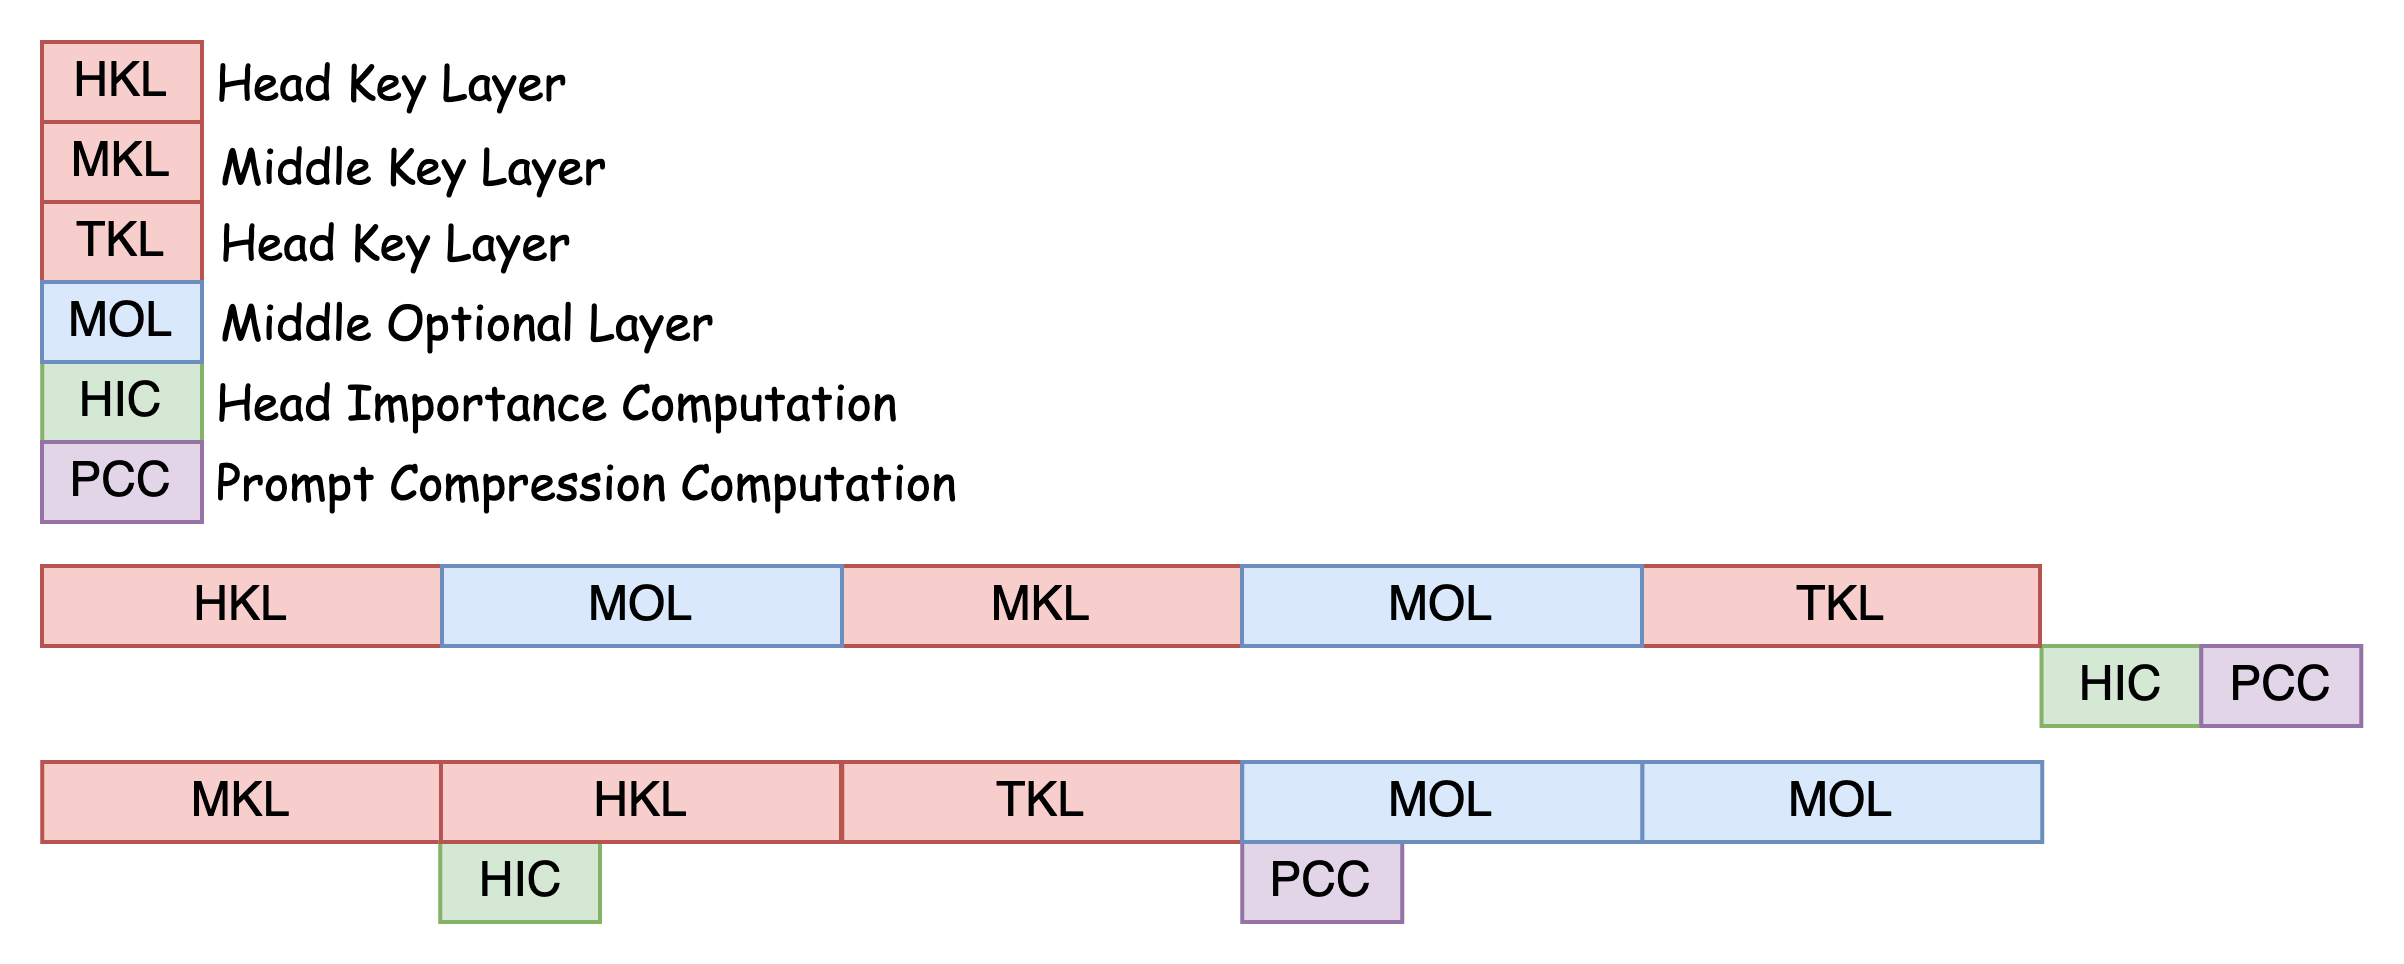 HKL Head Key Layer
MKL Middle Key Layer
TKL Head Key Layer
MOL Middle Optional Layer
HIC Head Importance Computation
PCC Prompt Compression Computation
HKL MOL MKL MOL TKL
HIC PCC
MKL HKL TKL MOL MOL
HIC PCC